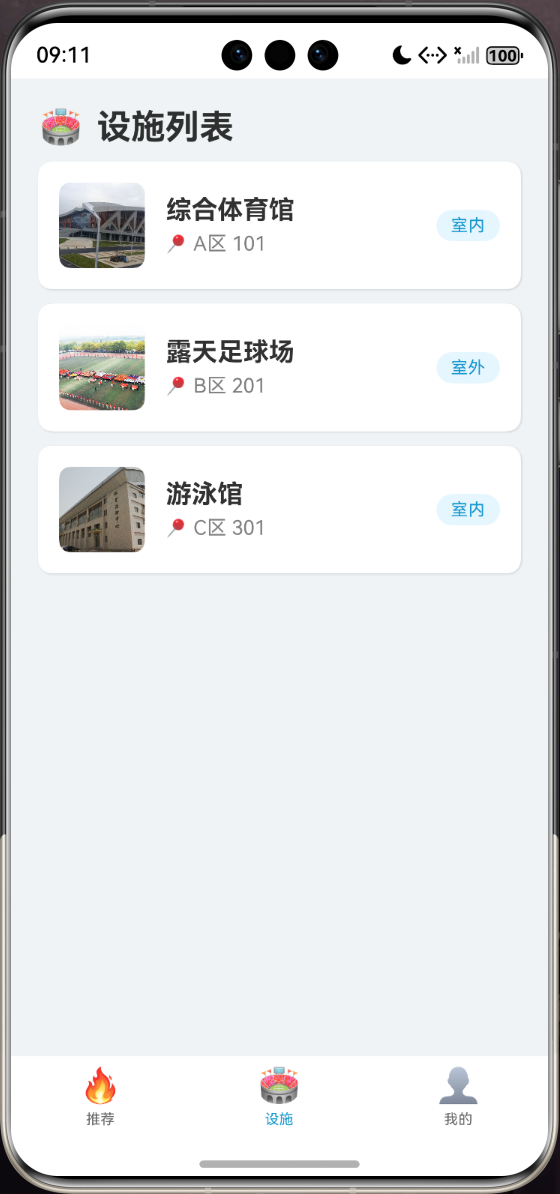 09:11
100
设施列表
综合体育馆
A区 101
室内
露天足球场
B区 201
室外
游泳馆
C区 301
室内
推荐
设施
我的